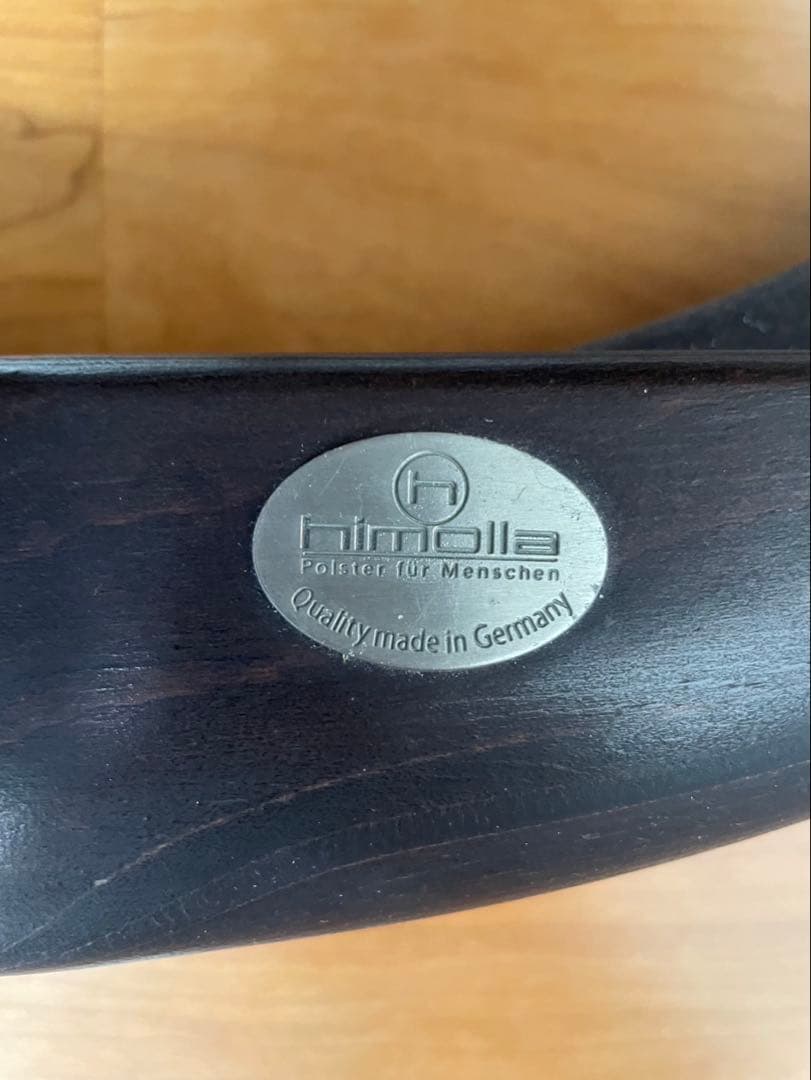 h
himolla
Polster für Menschen
Quality made in Germany